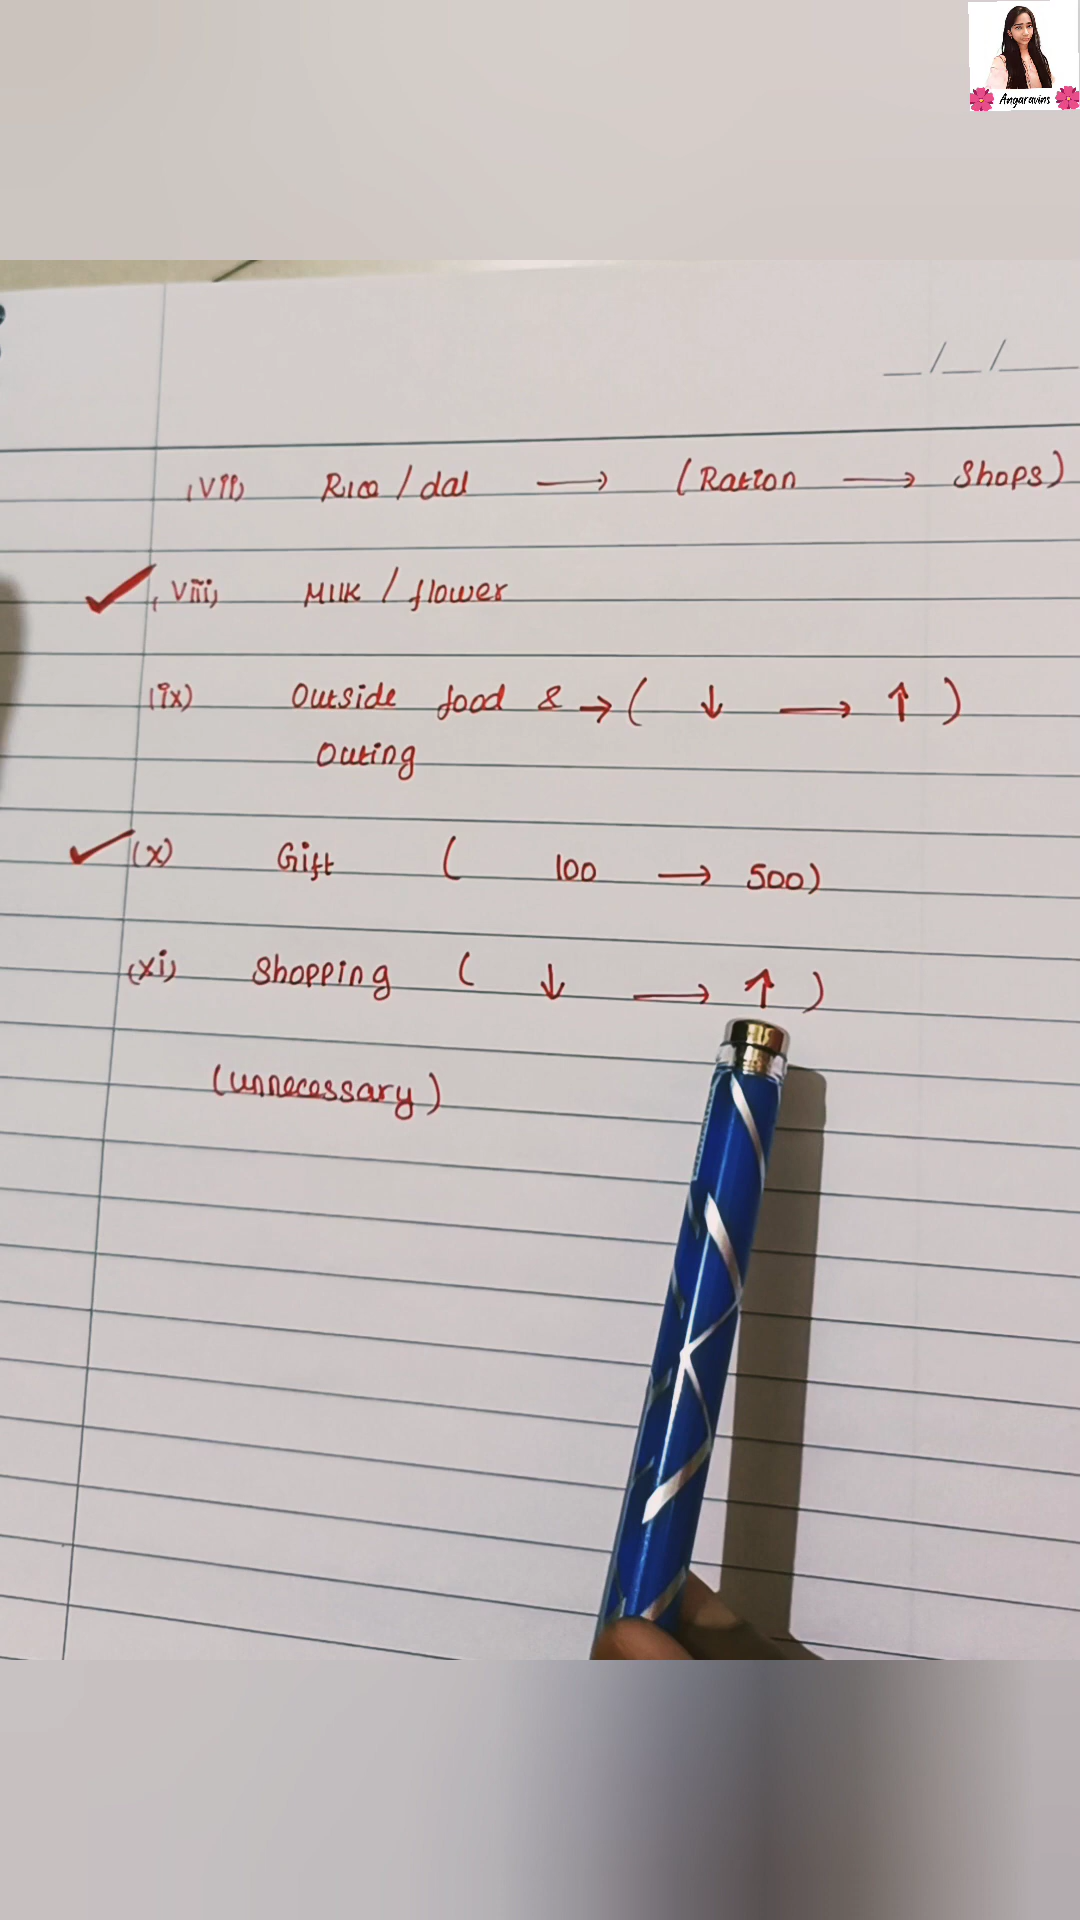 Angaravins
__/__/____
(vii) Rice / dal → (Ration → Shops)
(viii) Milk / flower
(ix) Outside food & → ( ↓ → ↑ )
Outing
(x) Gift ( 100 → 500)
(xi) Shopping ( ↓ → ↑ )
(unnecessary)